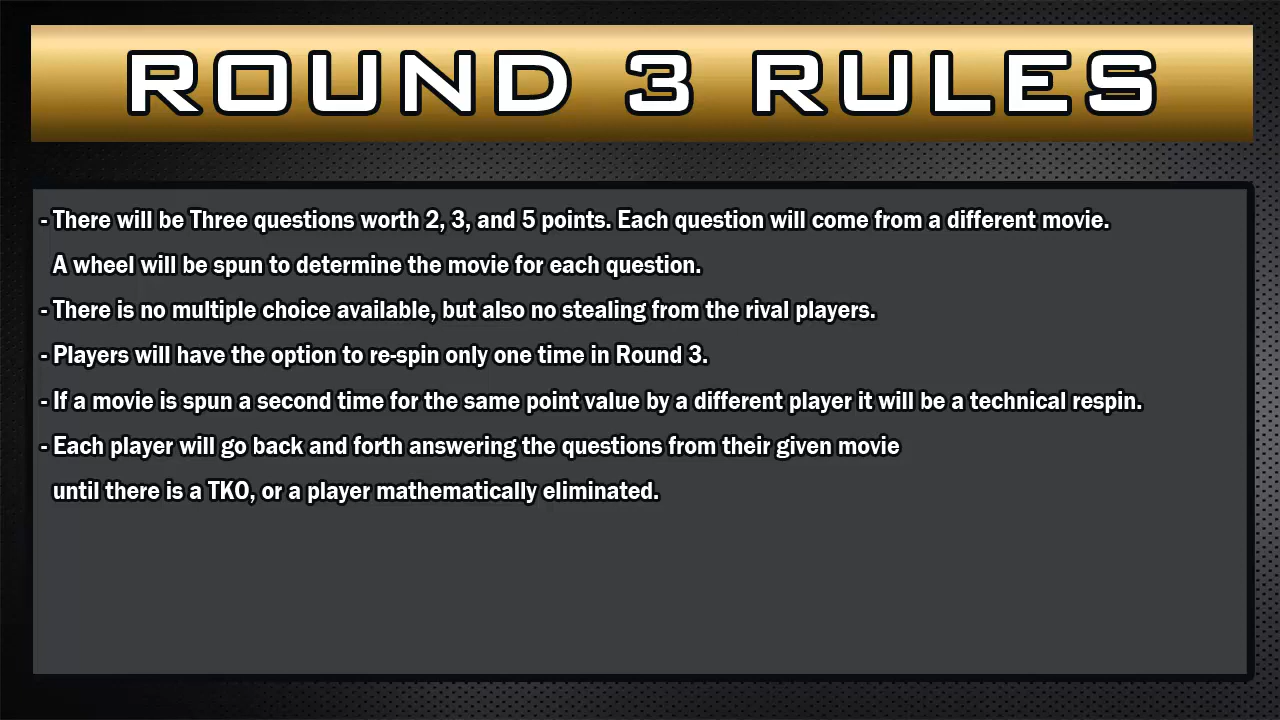 ROUND 3 RULES
- There will be Three questions worth 2, 3, and 5 points. Each question will come from a different movie.
A wheel will be spun to determine the movie for each question.
- There is no multiple choice available, but also no stealing from the rival players.
- Players will have the option to re-spin only one time in Round 3.
- If a movie is spun a second time for the same point value by a different player it will be a technical respin.
- Each player will go back and forth answering the questions from their given movie
until there is a TKO, or a player mathematically eliminated.